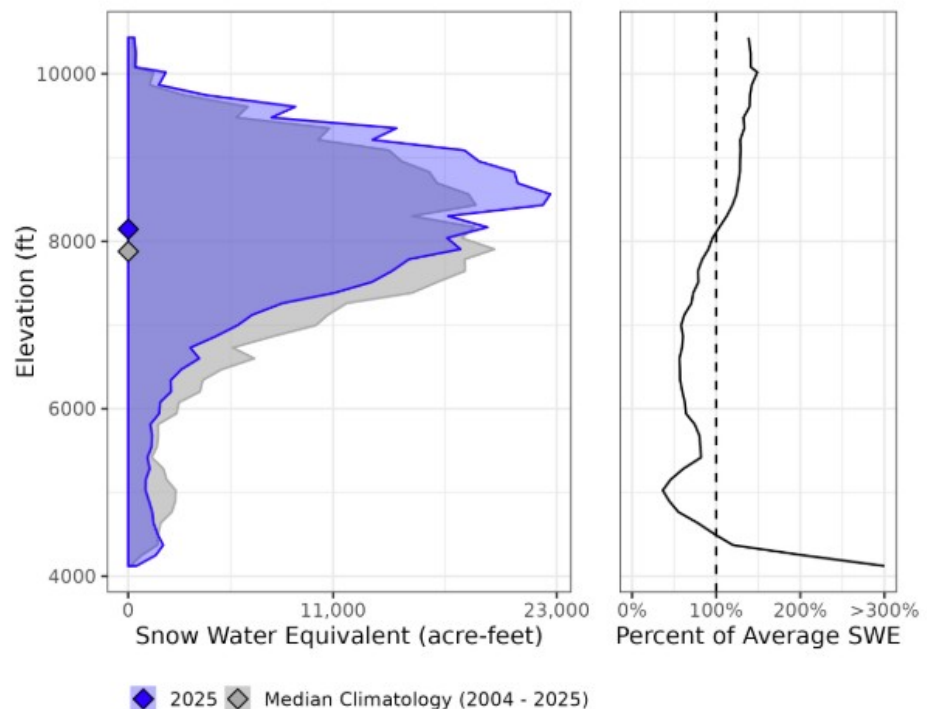 10000
8000
6000
4000
Elevation (ft)
0 11,000 23,000
Snow Water Equivalent (acre-feet)
0% 100% 200% >300%
Percent of Average SWE
2025 Median Climatology (2004 - 2025)